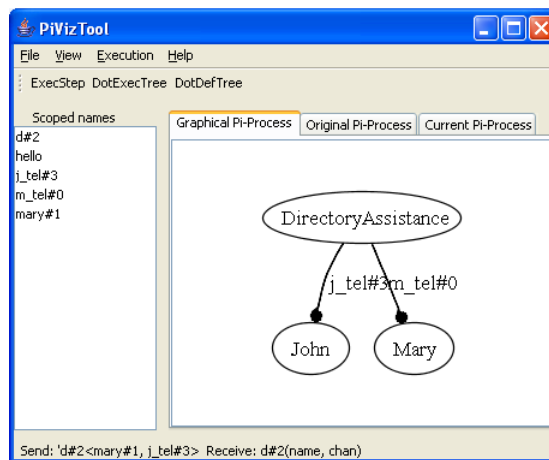 PiVizTool
File View Execution Help
ExecStep DotExecTree DotDefTree
Scoped names
d#2
hello
j_tel#3
m_tel#0
mary#1
Graphical Pi-Process Original Pi-Process Current Pi-Process
DirectoryAssistance
j_tel#3m_tel#0
John Mary
Send: 'd#2<mary#1, j_tel#3> Receive: d#2(name, chan)